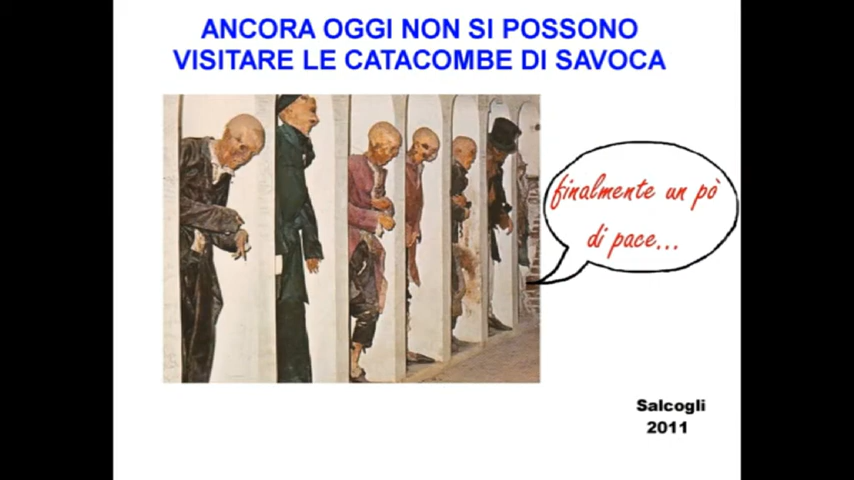 ANCORA OGGI NON SI POSSONO
VISITARE LE CATACOMBE DI SAVOCA
finalmente un pò
di pace...
Salcogli
2011